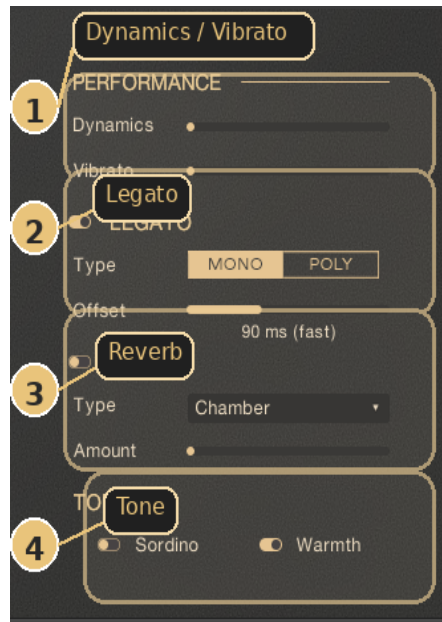 Dynamics / Vibrato
PERFORMANCE
1
Dynamics
Vibrato
Legato
2
LEGATO
Type MONO POLY
Offset
90 ms (fast)
Reverb
3
Type Chamber
Amount
Tone
4
Sordino Warmth